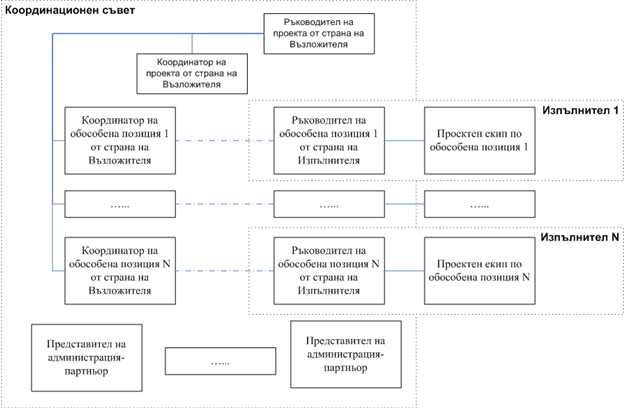 Координационен съвет
Ръководител на
проекта от страна на
Възложителя
Координатор на
проекта от страна на
Възложителя
Изпълнител 1
Координатор на
обособена позиция 1
от страна на
Възложителя
Ръководител на
обособена позиция 1
от страна на
Изпълнителя
Проектен екип по
обособена позиция 1
…...
…...
…...
Изпълнител N
Координатор на
обособена позиция N
от страна на
Възложителя
Ръководител на
обособена позиция N
от страна на
Изпълнителя
Проектен екип по
обособена позиция N
Представител на
администрация-
партньор
…...
Представител на
администрация-
партньор